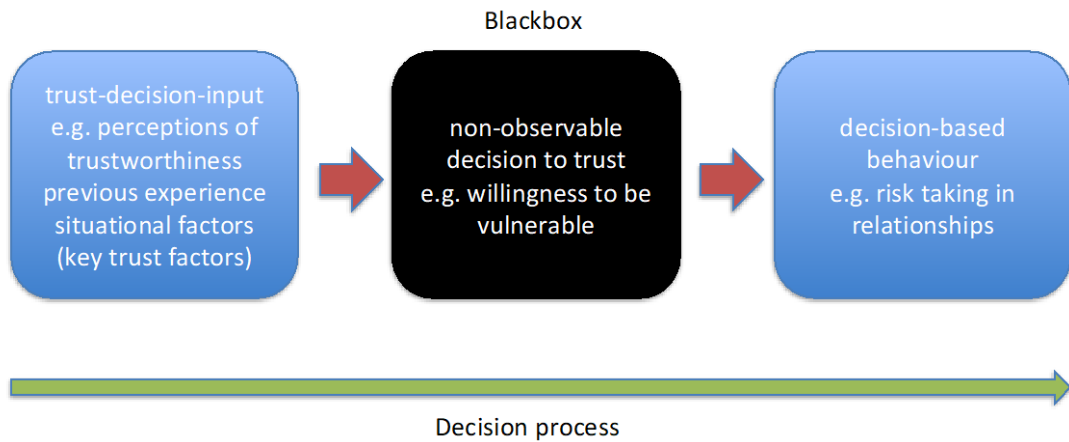 Blackbox
trust-decision-input
e.g. perceptions of
trustworthiness
previous experience
situational factors
(key trust factors)
non-observable
decision to trust
e.g. willingness to be
vulnerable
decision-based
behaviour
e.g. risk taking in
relationships
Decision process